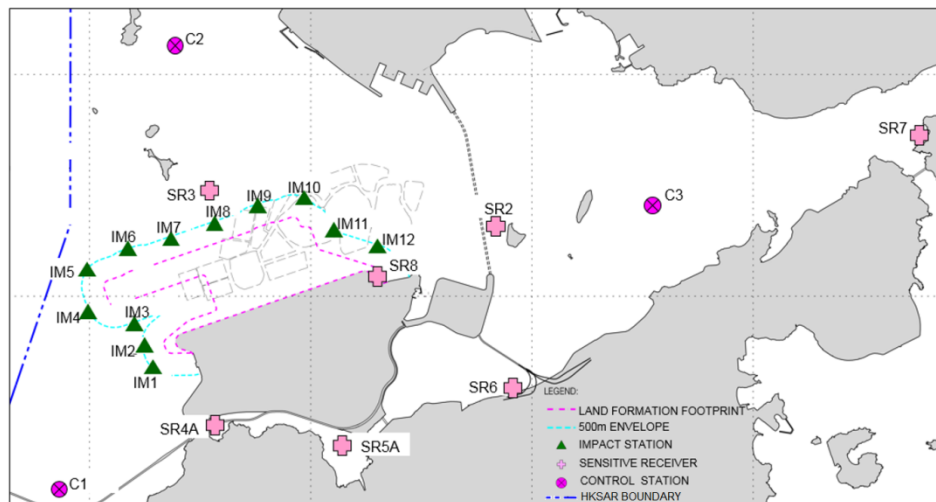 C2
SR7
SR3
IM10
IM9
C3
IM8
SR2
IM7
IM11
IM6
IM12
IM5
SR8
IM4
IM3
IM2
IM1
SR6
LEGEND:
LAND FORMATION FOOTPRINT
SR4A
500m ENVELOPE
SR5A
IMPACT STATION
SENSITIVE RECEIVER
C1
CONTROL STATION
HKSAR BOUNDARY